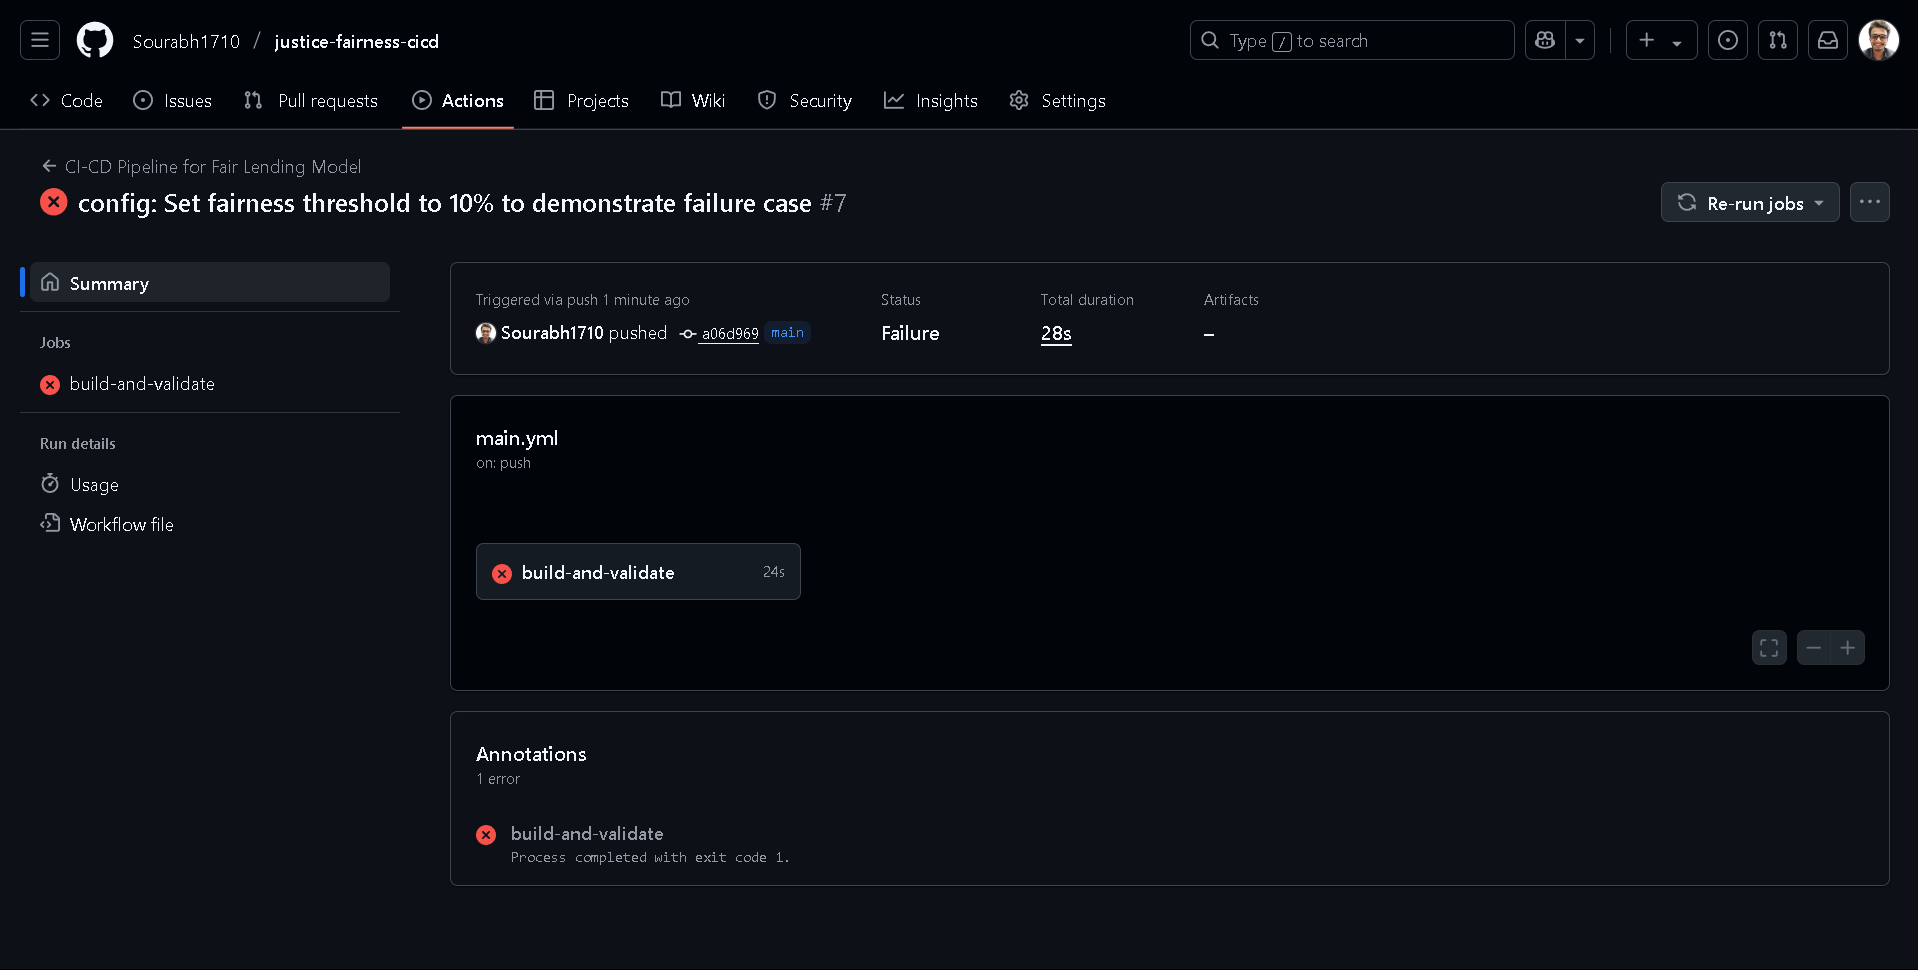 Sourabh1710 / justice-fairness-cicd
Type / to search
Code Issues Pull requests Actions Projects Wiki Security Insights Settings
CI-CD Pipeline for Fair Lending Model
config: Set fairness threshold to 10% to demonstrate failure case #7
Re-run jobs
Summary
Jobs
build-and-validate
Run details
Usage
Workflow file
Triggered via push 1 minute ago
Sourabh1710 pushed a06d969 main
Status
Failure
Total duration
28s
Artifacts
–
main.yml
on: push
build-and-validate 24s
Annotations
1 error
build-and-validate
Process completed with exit code 1.